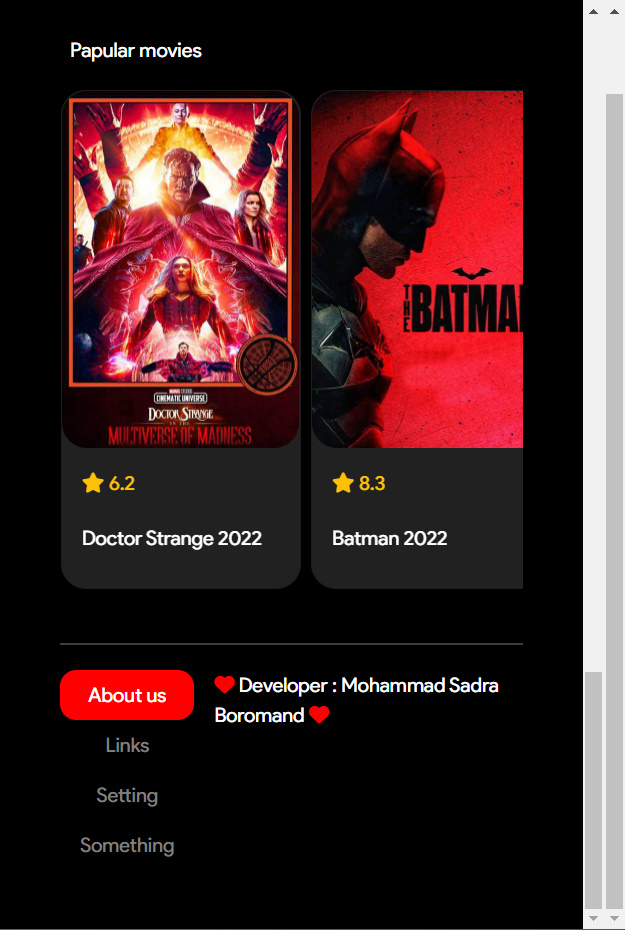 Papular movies
MARVEL STUDIOS
CINEMATIC UNIVERSE
DOCTOR STRANGE
IN THE
MULTIVERSE OF MADNESS
THE BATMA
6.2
8.3
Doctor Strange 2022
Batman 2022
About us
Developer : Mohammad Sadra
Boromand
Links
Setting
Something